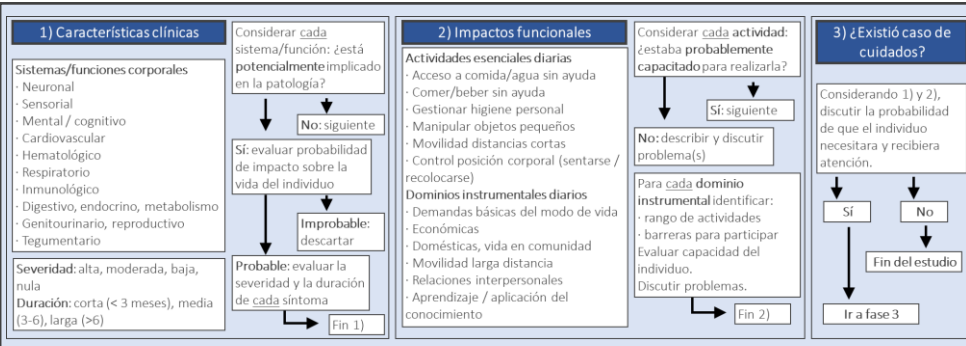 1) Características clínicas
Sistemas/funciones corporales
· Neuronal
· Sensorial
· Mental / cognitivo
· Cardiovascular
· Hematológico
· Respiratorio
· Inmunológico
· Digestivo, endocrino, metabolismo
· Genitourinario, reproductivo
· Tegumentario
Severidad: alta, moderada, baja,
nula
Duración: corta (< 3 meses), media
(3-6), larga (>6)
Considerar cada
sistema/función: ¿está
potencialmente implicado
en la patología?
No: siguiente
Sí: evaluar probabilidad
de impacto sobre la
vida del individuo
Improbable:
descartar
Probable: evaluar la
severidad y la duración
de cada síntoma
Fin 1)
2) Impactos funcionales
Actividades esenciales diarias
· Acceso a comida/agua sin ayuda
· Comer/beber sin ayuda
· Gestionar higiene personal
· Manipular objetos pequeños
· Movilidad distancias cortas
· Control posición corporal (sentarse /
recolocarse)
Dominios instrumentales diarios
· Demandas básicas del modo de vida
· Económicas
· Domésticas, vida en comunidad
· Movilidad larga distancia
· Relaciones interpersonales
· Aprendizaje / aplicación del
conocimiento
Considerar cada actividad:
¿estaba probablemente
capacitado para realizarla?
Sí: siguiente
No: describir y discutir
problema(s)
Para cada dominio
instrumental identificar:
· rango de actividades
· barreras para participar
Evaluar capacidad del
individuo.
Discutir problemas.
Fin 2)
3) ¿Existió caso de
cuidados?
Considerando 1) y 2),
discutir la probabilidad
de que el individuo
necesitara y recibiera
atención.
Sí
No
Fin del estudio
Ir a fase 3